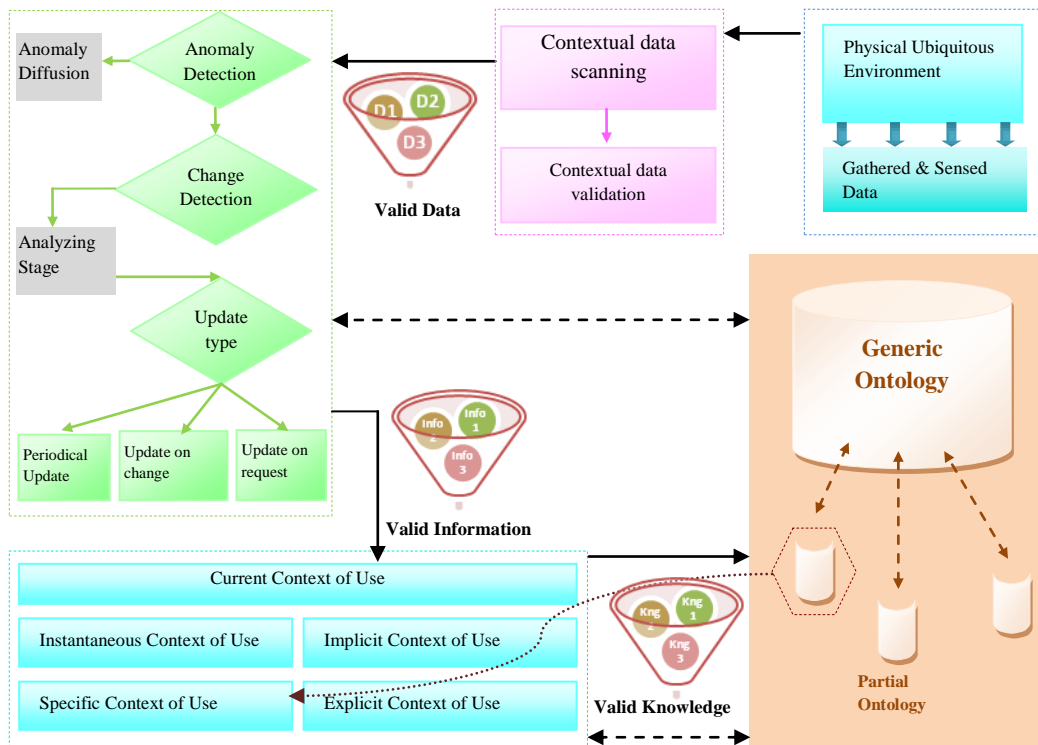 Anomaly
Diffusion
Anomaly
Detection
Contextual data
scanning
Physical Ubiquitous
Environment
D1
D2
D3
Valid Data
Change
Detection
Contextual data
validation
Gathered & Sensed
Data
Analyzing
Stage
Update
type
Generic
Ontology
Periodical
Update
Update on
change
Update on
request
Info
2
Info
1
Info
3
Valid Information
Current Context of Use
Instantaneous Context of Use
Implicit Context of Use
Specific Context of Use
Explicit Context of Use
Kng
2
Kng
1
Kng
3
Valid Knowledge
Partial
Ontology